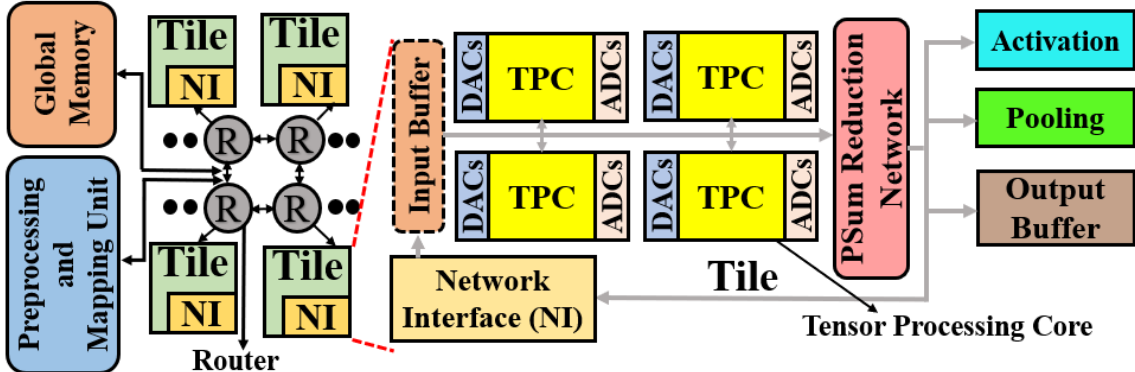 Global
Memory
Preprocessing
and
Mapping Unit
Tile
NI
Tile
NI
R
R
R
R
Tile
NI
Tile
NI
Router
Input Buffer
DACs
TPC
ADCs
DACs
TPC
ADCs
DACs
TPC
ADCs
DACs
TPC
ADCs
PSum Reduction
Network
Network
Interface (NI)
Tile
Tensor Processing Core
Activation
Pooling
Output
Buffer